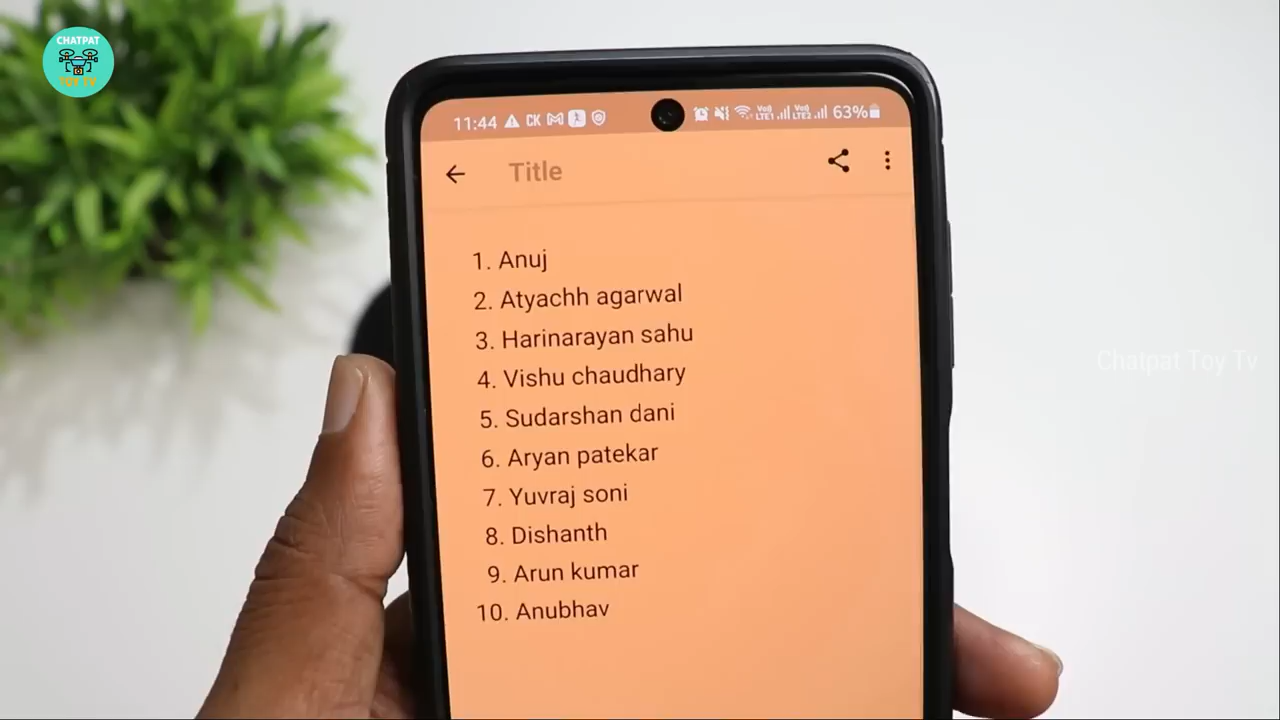 CHATPAT
TOY TV
11:44 CK 63%
Title
1. Anuj
2. Atyachh agarwal
3. Harinarayan sahu
4. Vishu chaudhary
5. Sudarshan dani
6. Aryan patekar
7. Yuvraj soni
8. Dishanth
9. Arun kumar
10. Anubhav
Chatpat Toy Tv